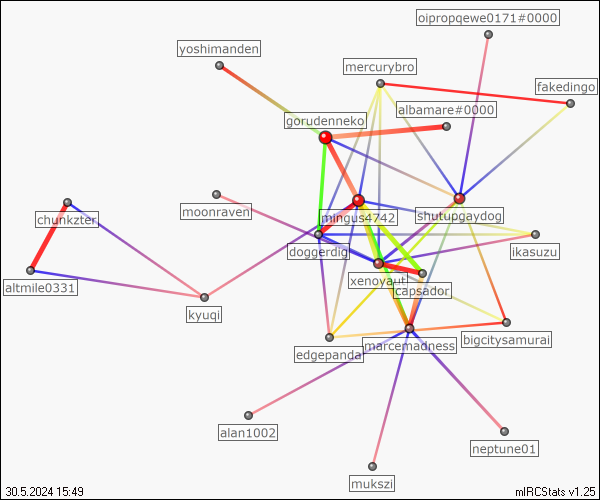 oipropqewe0171#0000
yoshimanden
mercurybro
fakedingo
albamare#0000
gorudenneko
moonraven
mingus4742
shutupgaydog
chunkzter
doggerdig
ikasuzu
xenoyaut
capsador
altmile0331
kyuqi
bigcitysamurai
marcemadness
edgepanda
alan1002
neptune01
mukszi
30.5.2024 15:49
mIRCStats v1.25